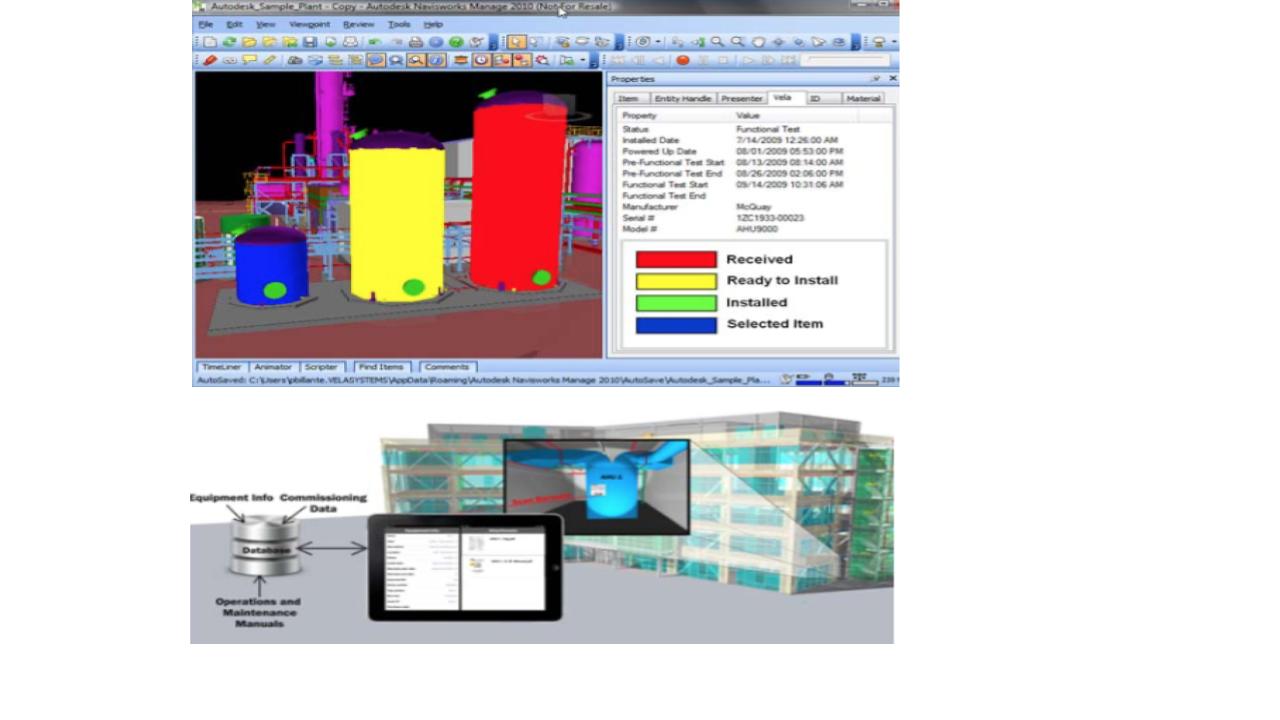 Autodesk_Sample_Plant - Copy - Autodesk Navisworks Manage 2010 (Not For Resale)
File Edit View Viewpoint Review Tools Help
Properties
Item Entity Handle Presenter Vela ID Material
Property Value
Status Functional Test
Installed Date 7/14/2009 12:26:00 AM
Powered Up Date 08/01/2009 05:53:00 PM
Pre-Functional Test Start 08/13/2009 08:14:00 AM
Pre-Functional Test End 08/26/2009 02:06:00 PM
Functional Test Start 09/14/2009 10:31:06 AM
Functional Test End
Manufacturer McQuay
Serial # 1ZC1933-00023
Model # AHU9000
Received
Ready to Install
Installed
Selected Item
TimeLiner Animator Scripter Find Items Comments
AutoSaved: C:\Users\pbillante.VELASYSTEMS\AppData\Roaming\Autodesk Navisworks Manage 2010\AutoSave\Autodesk_Sample_Pla...
Equipment Info Commissioning
Data
Database
Operations and
Maintenance
Manuals